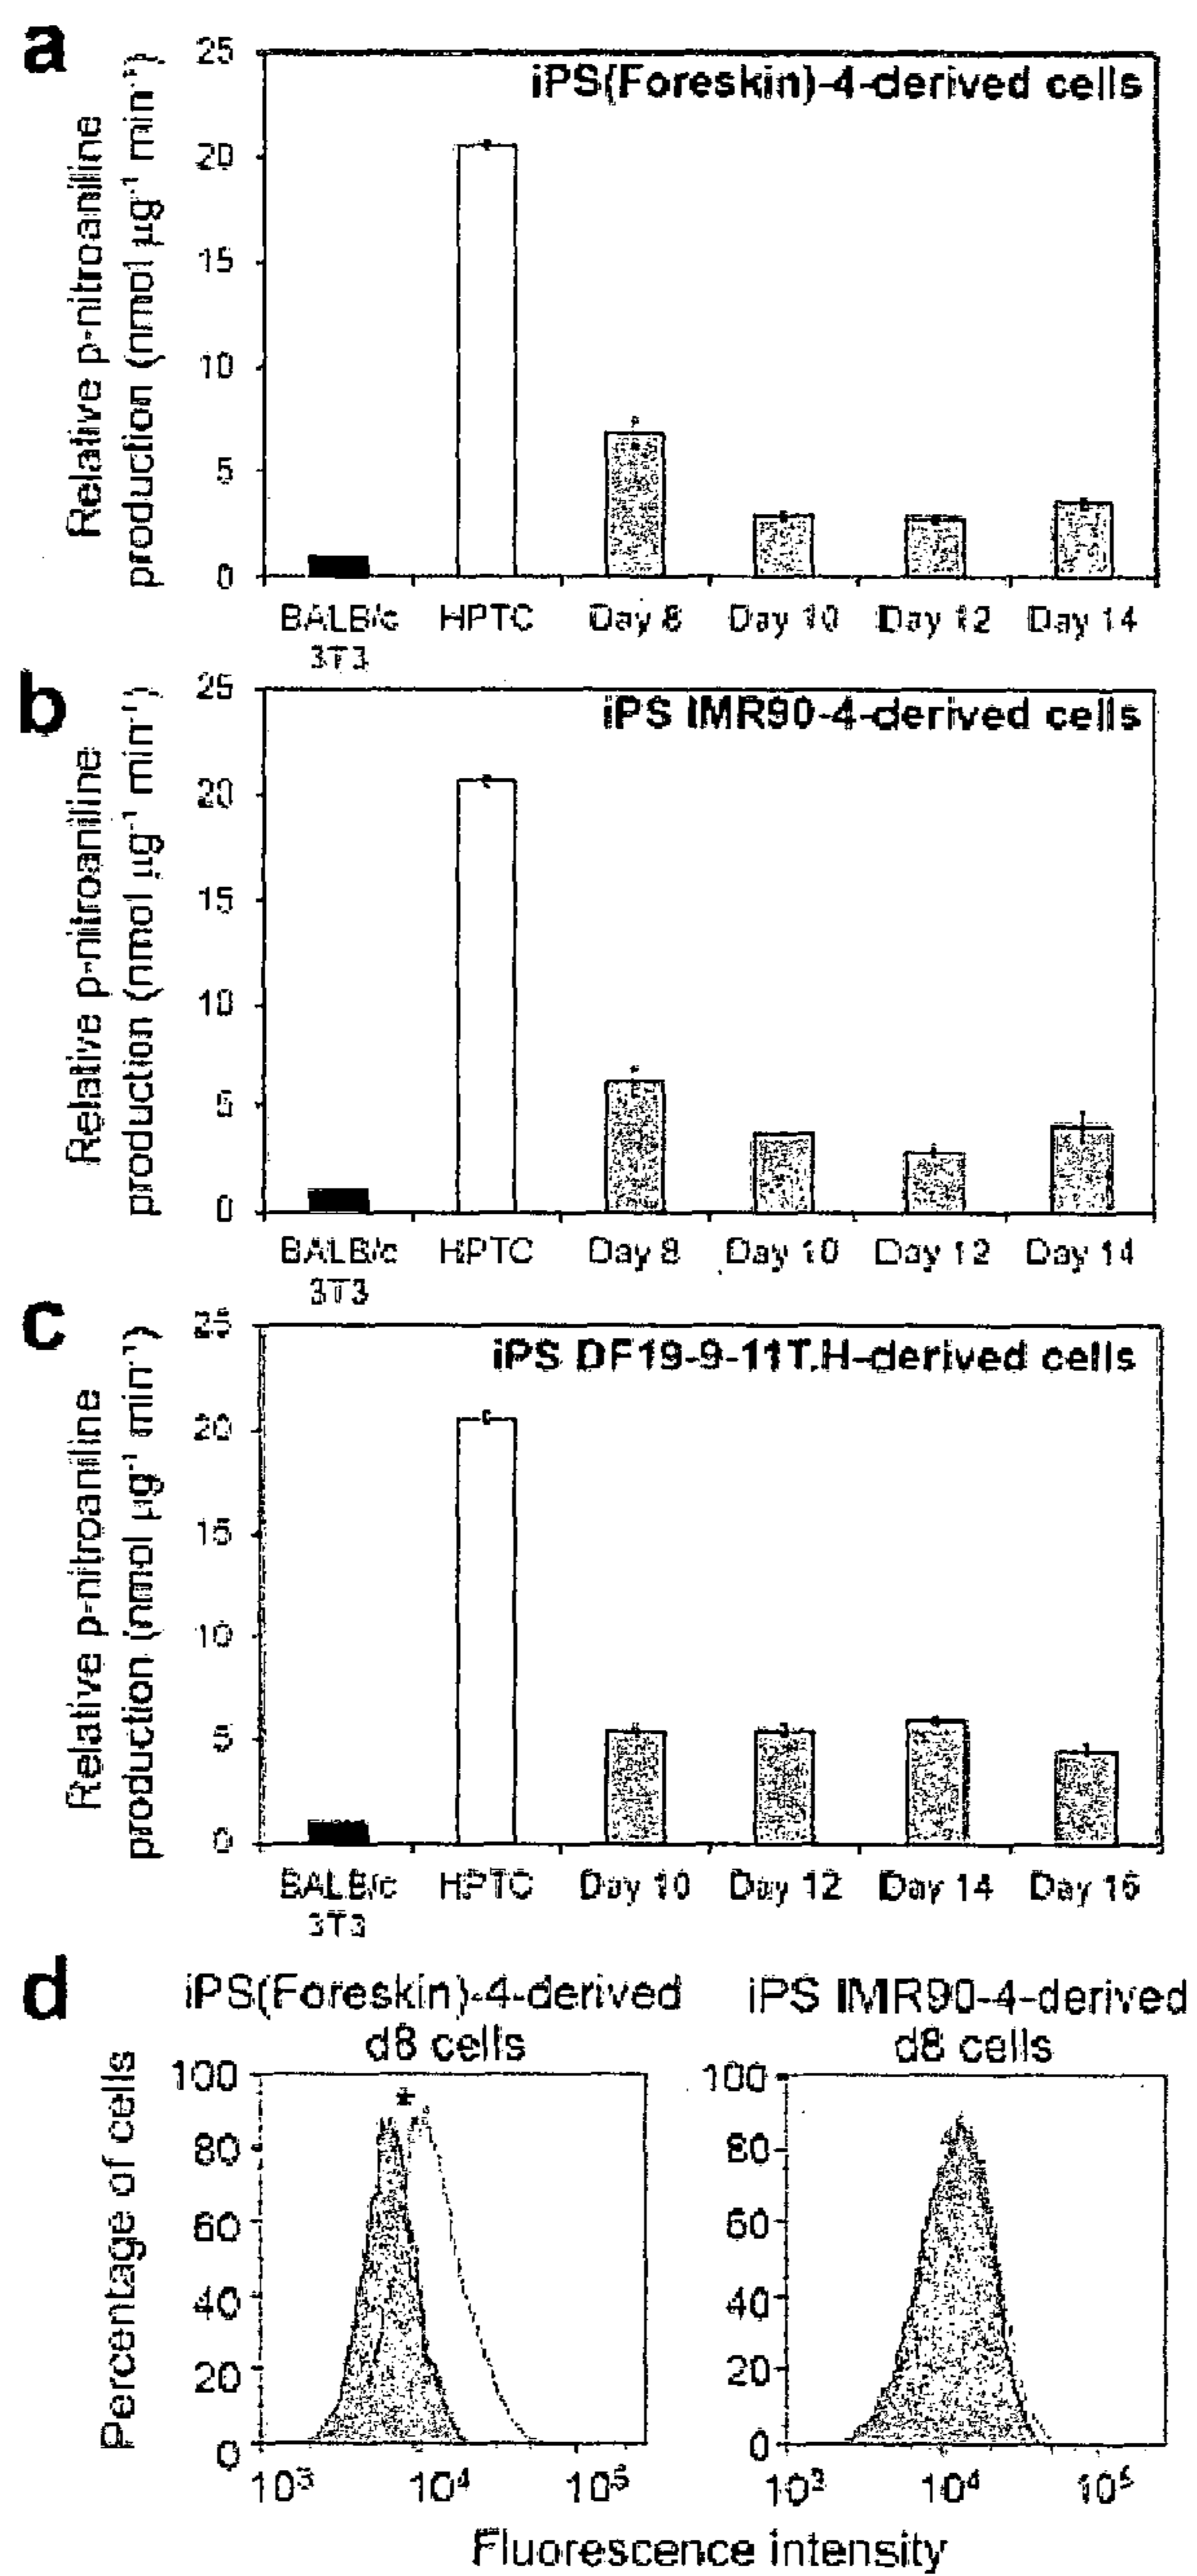 a
iPS(Foreskin)-4-derived cells
Relative p-nitroaniline
production (nmol µg⁻¹ min⁻¹)
25
20
15
10
5
0
BALB/c
3T3
HPTC
Day 8
Day 10
Day 12
Day 14
b
iPS IMR90-4-derived cells
Relative p-nitroaniline
production (nmol µg⁻¹ min⁻¹)
25
20
15
10
5
0
BALB/c
3T3
HPTC
Day 8
Day 10
Day 12
Day 14
c
iPS DF19-9-11T.H-derived cells
Relative p-nitroaniline
production (nmol µg⁻¹ min⁻¹)
25
20
15
10
5
0
BALB/c
3T3
HPTC
Day 10
Day 12
Day 14
Day 16
d
iPS(Foreskin)-4-derived
d8 cells
iPS IMR90-4-derived
d8 cells
Percentage of cells
100
80
60
40
20
0
*
10³ 10⁴ 10⁵
100
80
60
40
20
0
10³ 10⁴ 10⁵
Fluorescence intensity